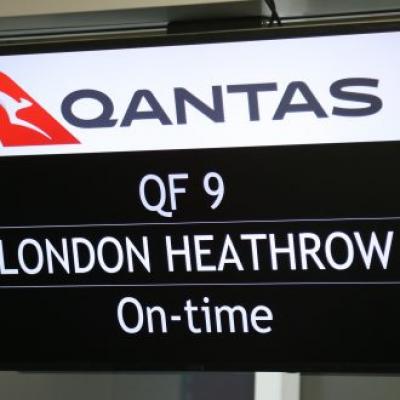 QANTAS
QF 9
LONDON HEATHROW
On-time